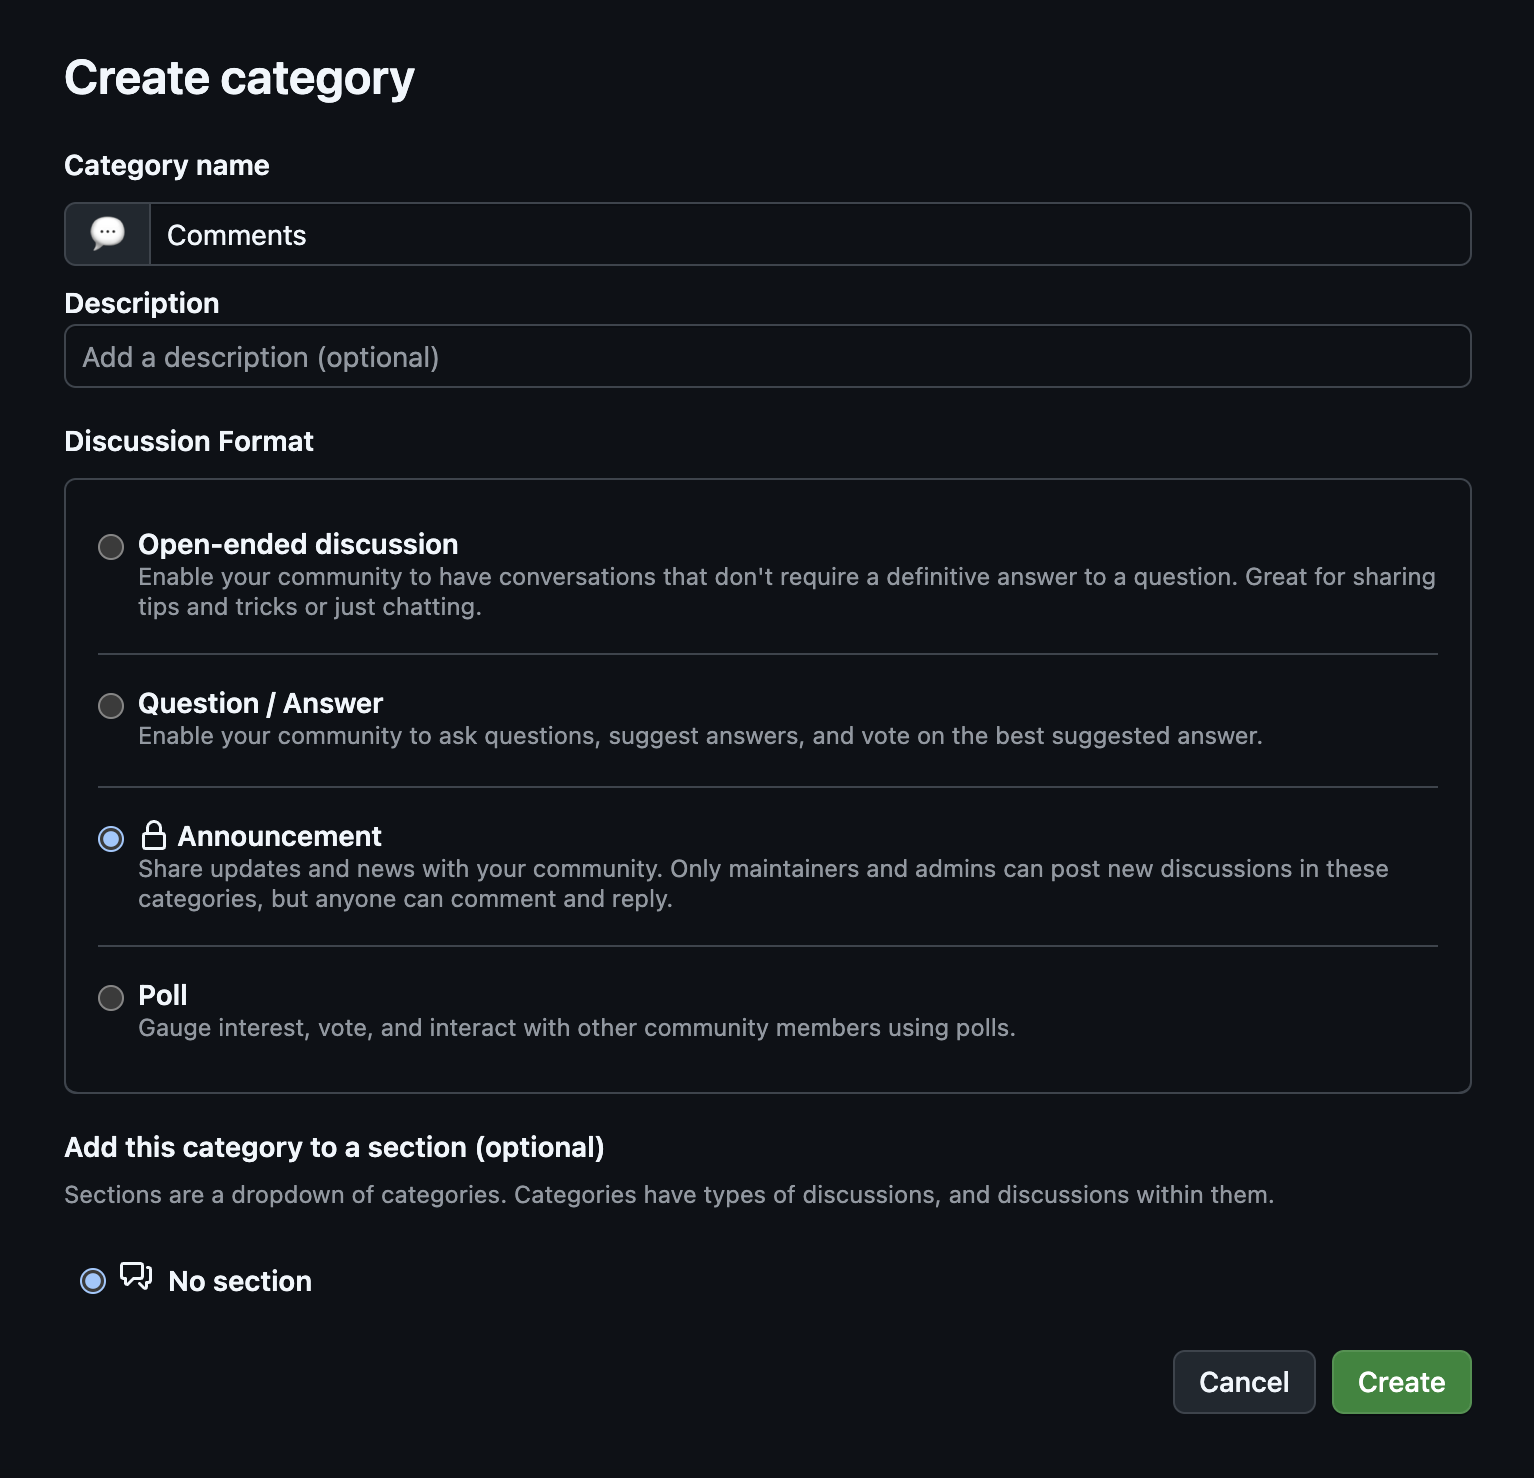 Create category
Category name
Comments
Description
Add a description (optional)
Discussion Format
Open-ended discussion
Enable your community to have conversations that don't require a definitive answer to a question. Great for sharing
tips and tricks or just chatting.
Question / Answer
Enable your community to ask questions, suggest answers, and vote on the best suggested answer.
Announcement
Share updates and news with your community. Only maintainers and admins can post new discussions in these
categories, but anyone can comment and reply.
Poll
Gauge interest, vote, and interact with other community members using polls.
Add this category to a section (optional)
Sections are a dropdown of categories. Categories have types of discussions, and discussions within them.
No section
Cancel Create